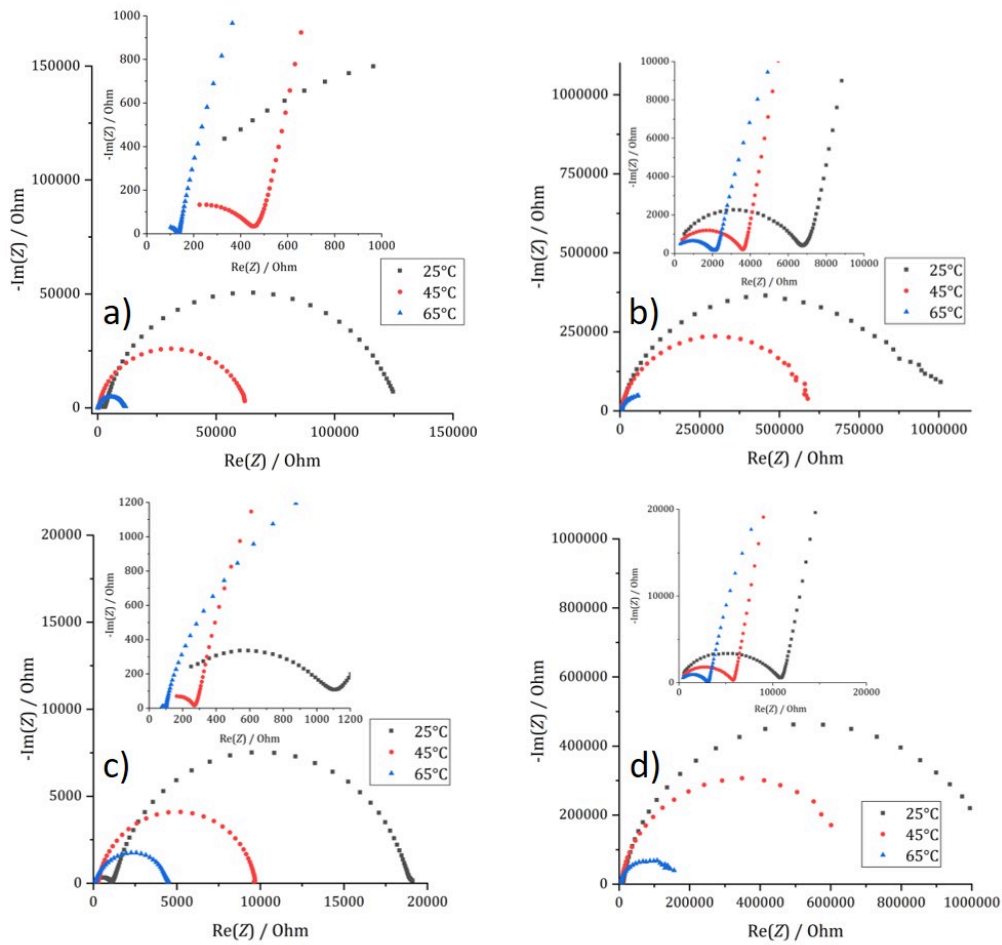 a)
1000
800
600
400
200
0
-Im(Z) / Ohm
0 200 400 600 800 1000
Re(Z) / Ohm
150000
100000
50000
0
-Im(Z) / Ohm
25°C
45°C
65°C
0 50000 100000 150000
Re(Z) / Ohm
b)
10000
8000
6000
4000
2000
0
-Im(Z) / Ohm
0 2000 4000 6000 8000 10000
Re(Z) / Ohm
1000000
750000
500000
250000
0
-Im(Z) / Ohm
25°C
45°C
65°C
0 250000 500000 750000 1000000
Re(Z) / Ohm
c)
1200
1000
800
600
400
200
0
-Im(Z) / Ohm
0 200 400 600 800 1000 1200
Re(Z) / Ohm
20000
15000
10000
7500
5000
2500
0
-Im(Z) / Ohm
25°C
45°C
65°C
0 5000 10000 15000 20000
Re(Z) / Ohm
d)
20000
10000
0
-Im(Z) / Ohm
0 10000 20000
Re(Z) / Ohm
1000000
800000
600000
400000
200000
0
-Im(Z) / Ohm
25°C
45°C
65°C
0 200000 400000 600000 800000 1000000
Re(Z) / Ohm